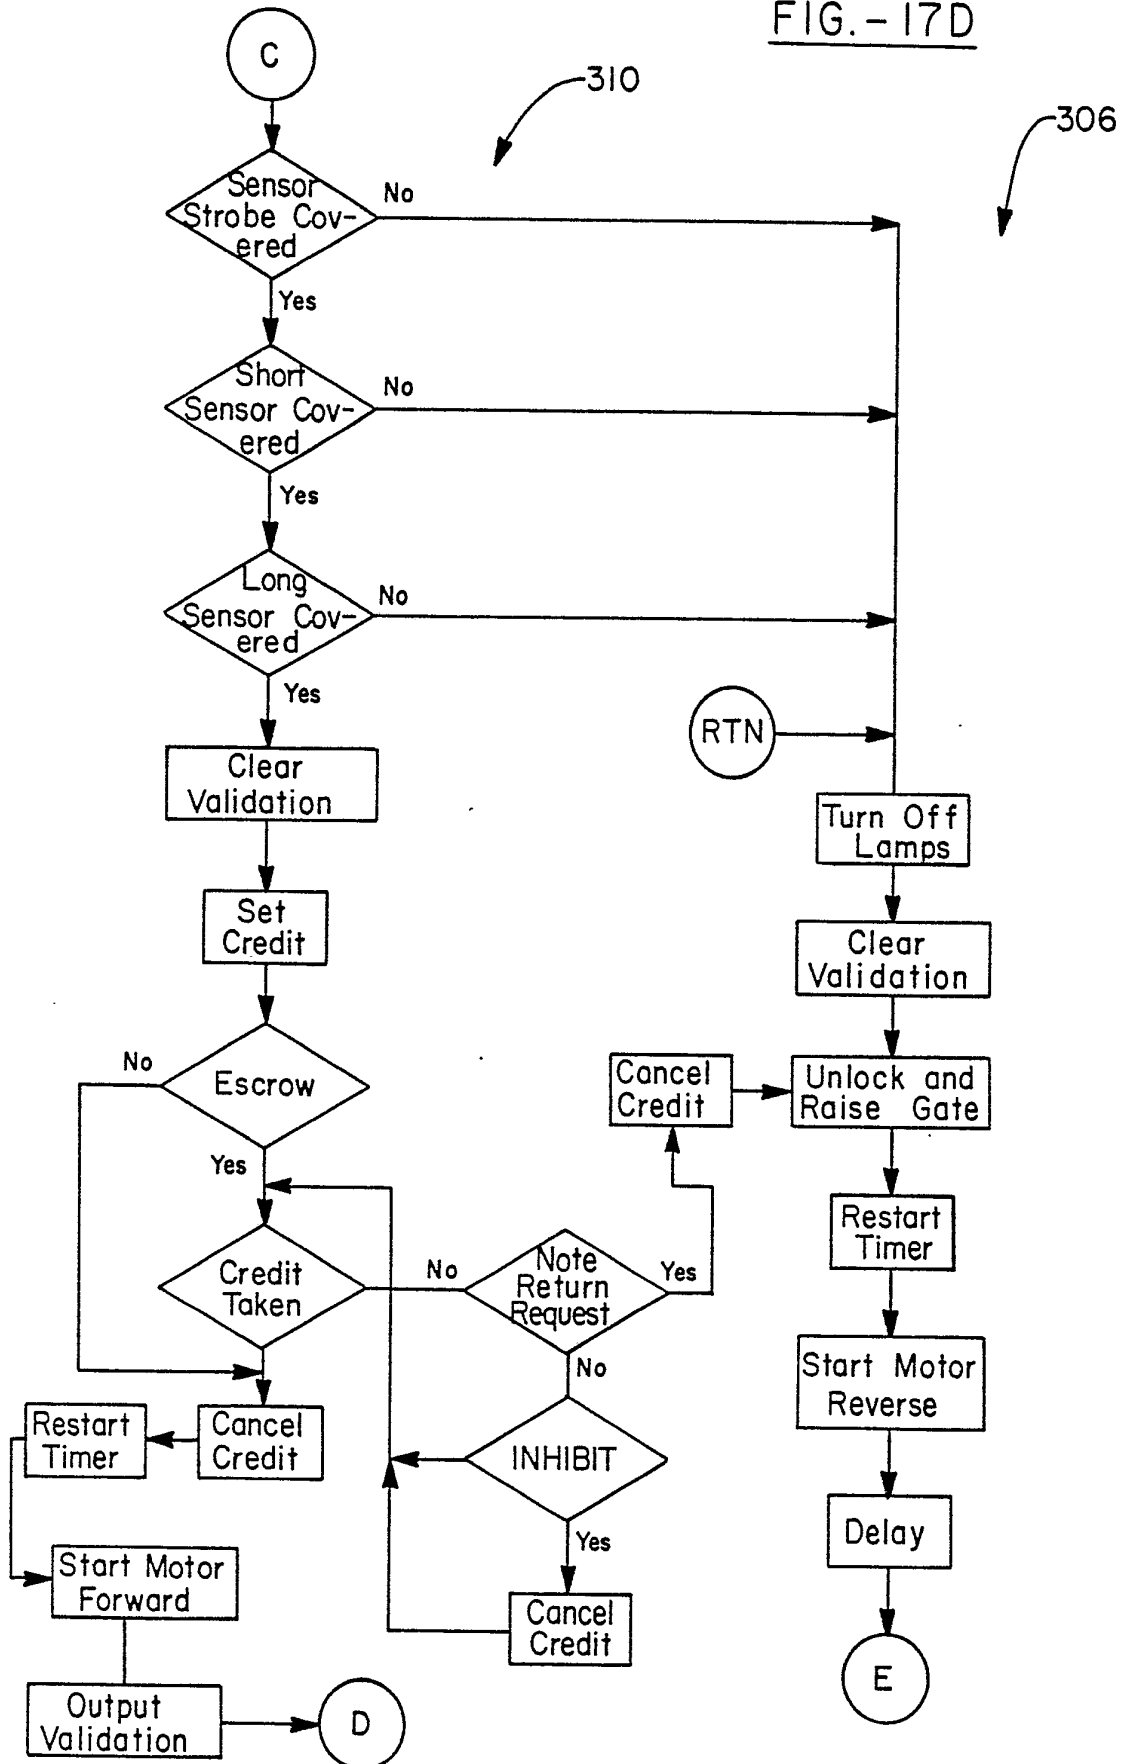 FIG.-17D
C
310
306
Sensor
Strobe Cov-
ered
No
Yes
Short
Sensor Cov-
ered
No
Yes
Long
Sensor Cov-
ered
No
Yes
RTN
Clear
Validation
Turn Off
Lamps
Set
Credit
Clear
Validation
No
Escrow
Yes
Cancel
Credit
Unlock and
Raise Gate
Restart
Timer
Credit
Taken
No
Note
Return
Request
Yes
No
Start Motor
Reverse
Restart
Timer
Cancel
Credit
INHIBIT
Yes
Delay
Start Motor
Forward
Cancel
Credit
E
Output
Validation
D